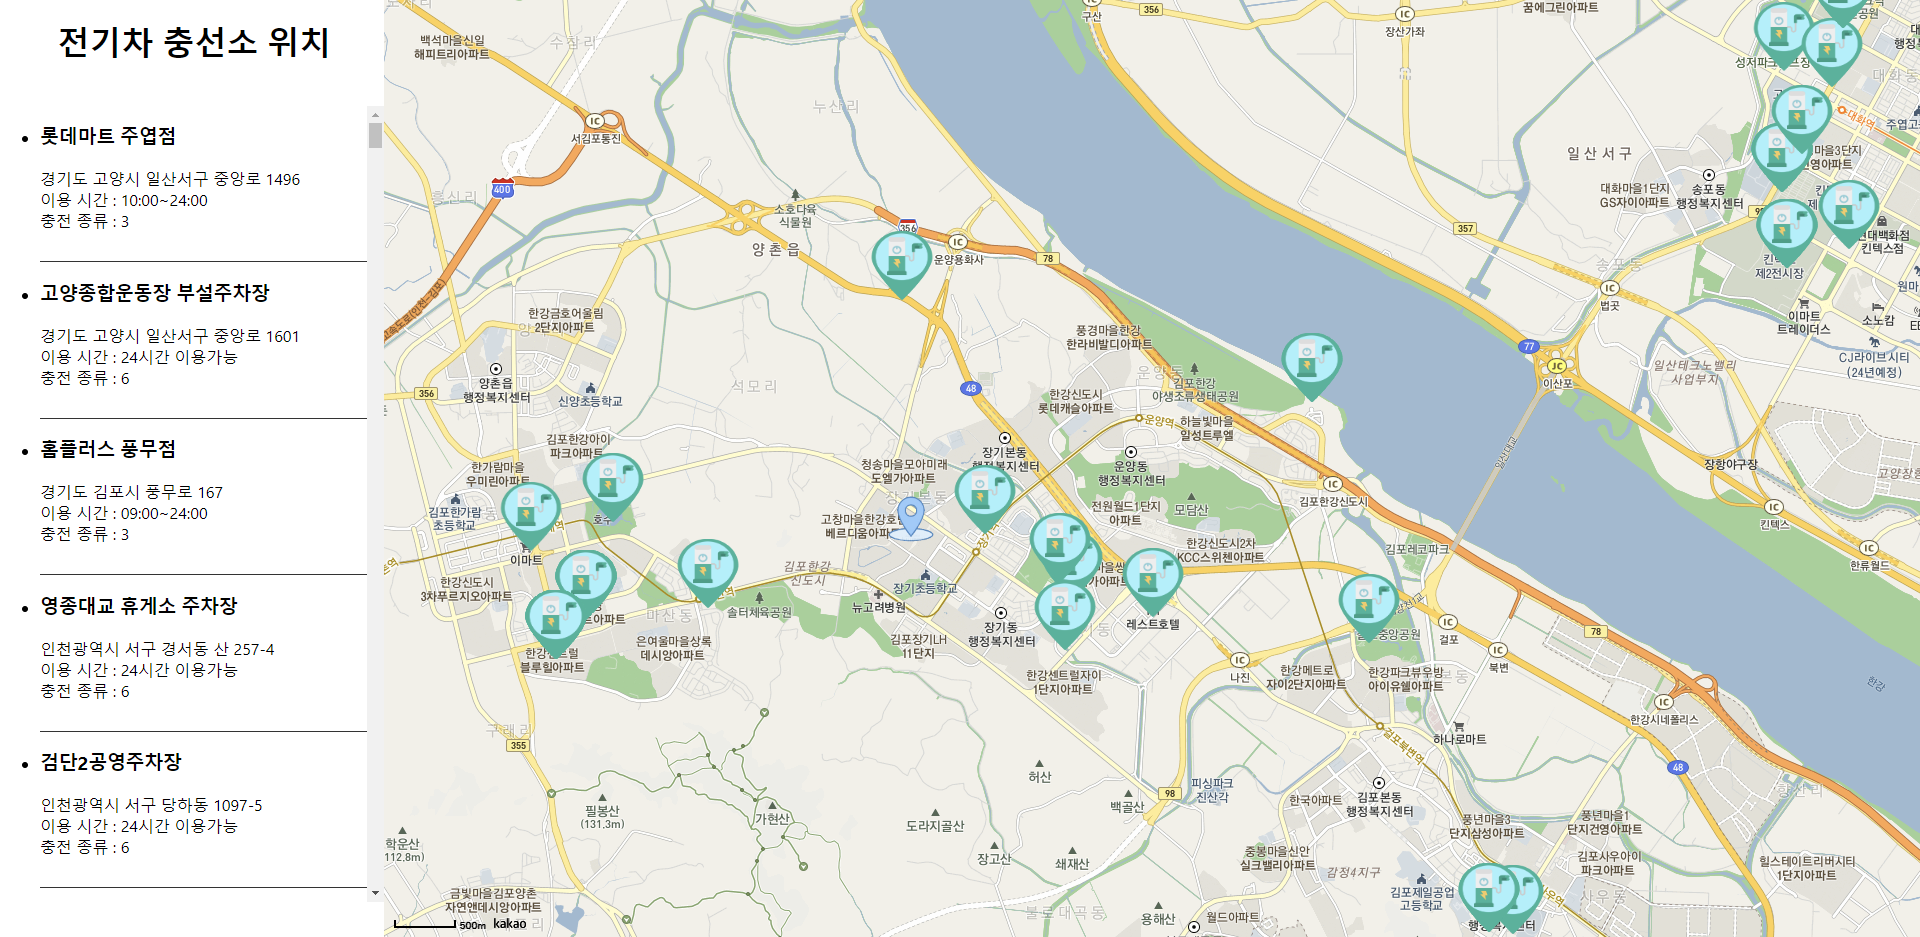 전기차 충선소 위치
롯데마트 주엽점
경기도 고양시 일산서구 중앙로 1496
이용 시간 : 10:00~24:00
충전 종류 : 3
고양종합운동장 부설주차장
경기도 고양시 일산서구 중앙로 1601
이용 시간 : 24시간 이용가능
충전 종류 : 6
홈플러스 풍무점
경기도 김포시 풍무로 167
이용 시간 : 09:00~24:00
충전 종류 : 3
영종대교 휴게소 주차장
인천광역시 서구 경서동 산 257-4
이용 시간 : 24시간 이용가능
충전 종류 : 6
검단2공영주차장
인천광역시 서구 당하동 1097-5
이용 시간 : 24시간 이용가능
충전 종류 : 6
백석마을신일
해피트리아파트
수참리
누산리
구산
356
IC
장산가좌
꿈에그린아파트
성저파크
대화동
대화역
IC
서김포통진
400
흥신리
소호다육
식물원
양촌읍
356
IC
운양용화사
78
일산서구
대화마을1단지
GS자이아파트
송포동
행정복지센터
마을3단지
357
송포동
현대백화점
킨텍스점
제2전시장
IC
법곳
이마트
트레이더스
소노캄
한강금호어울림
2단지아파트
양촌읍
행정복지센터
356
신양초등학교
석모리
48
풍경마을한강
한라비발디아파트
운양동
김포한강
야생조류생태공원
한강신도시
롯데캐슬아파트
운양역
하늘빛마을
일성트루엘
77
JC
이산포
일산테크노밸리
사업부지
CJ라이브시티
(24년예정)
일산대교
장항야구장
IC
킨텍스
IC
한류월드
김포한강아이
파크아파트
한가람마을
우미린아파트
김포한가람
초등학교
이마트
한강신도시
3차푸르지오아파트
청송마을모아미래
도엘가아파트
장기본동
행정복지센터
고창마을한강호
베르디움아파트
운양동
행정복지센터
전원월드1단지
아파트
모담산
한강신도시2차
KCC스위첸아파트
IC
김포한강신도시
김포레코파크
김포한강
신도시
장기초등학교
뉴고려병원
솔터체육공원
마산동
은여울마을상록
데시앙아파트
김포장기LH
11단지
장기동
행정복지센터
레스트호텔
한강센트럴자이
1단지아파트
블루힐아파트
IC
나진
한강메트로
자이2단지아파트
한강파크뷰우방
아이유쉘아파트
IC
걸포
IC
북변
78
한강
IC
한강시네폴리스
구래리
355
필봉산
(131.3m)
가현산
허산
백골산
도라지골산
장고산
쇄재산
98
피싱파크
진산각
하나로마트
김포북변역
48
향산리
한국아파트
김포본동
행정복지센터
풍년마을3
단지삼성아파트
풍년마을1
단지건영아파트
중봉마을신안
실크밸리아파트
감정4지구
김포제일공업
고등학교
김포사우아이
파크아파트
사우동
힐스테이트리버시티
1단지아파트
학운산
112.8m)
금빛마을김포양촌
자연앤데시앙아파트
불로대곡동
용해산
월드아파트
500m
kakao